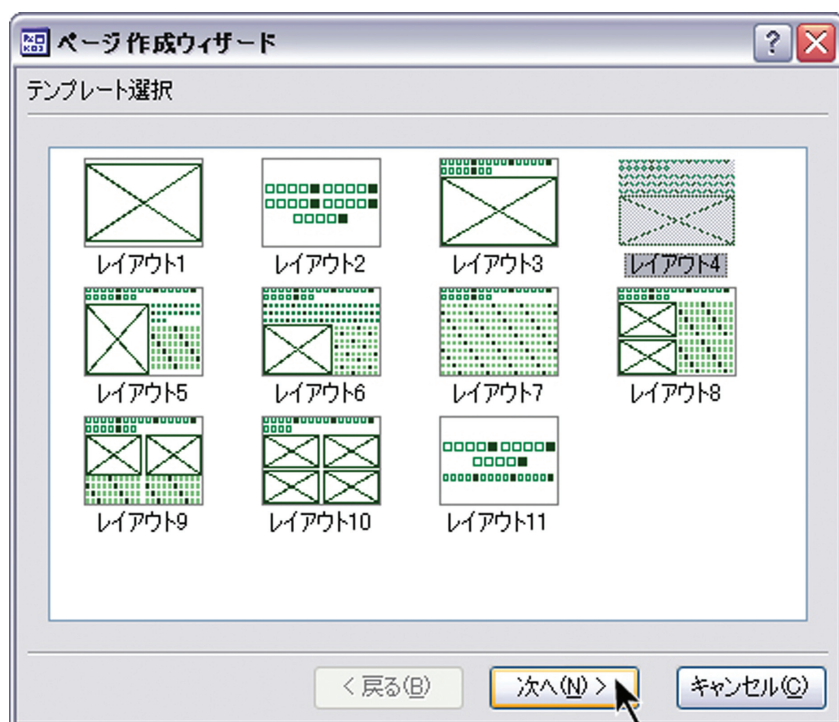 ページ作成ウィザード
テンプレート選択
レイアウト1
レイアウト2
レイアウト3
レイアウト4
レイアウト5
レイアウト6
レイアウト7
レイアウト8
レイアウト9
レイアウト10
レイアウト11
< 戻る(B)
次へ(N) >
キャンセル(C)